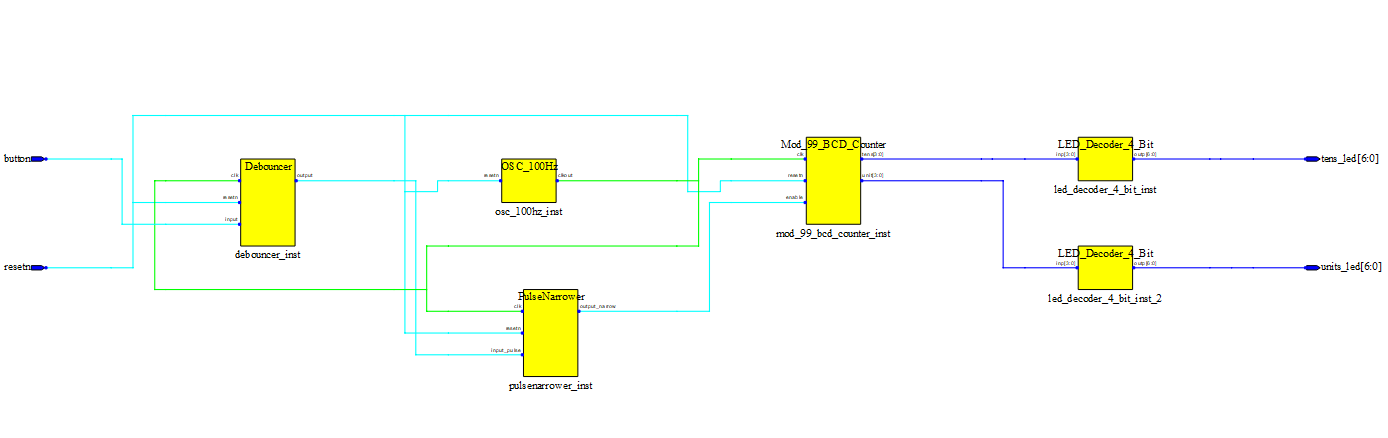 button
resetn
Debouncer
clk
resetn
input
output
debouncer_inst
OSC_100Hz
resetn
clkout
osc_100hz_inst
PulseNarrower
clk
resetn
input_pulse
output_narrow
pulsenarrower_inst
Mod_99_BCD_Counter
clk
resetn
enable
tens[3:0]
unit[3:0]
mod_99_bcd_counter_inst
LED_Decoder_4_Bit
inp[3:0]
outp[6:0]
led_decoder_4_bit_inst
LED_Decoder_4_Bit
inp[3:0]
outp[6:0]
led_decoder_4_bit_inst_2
tens_led[6:0]
units_led[6:0]